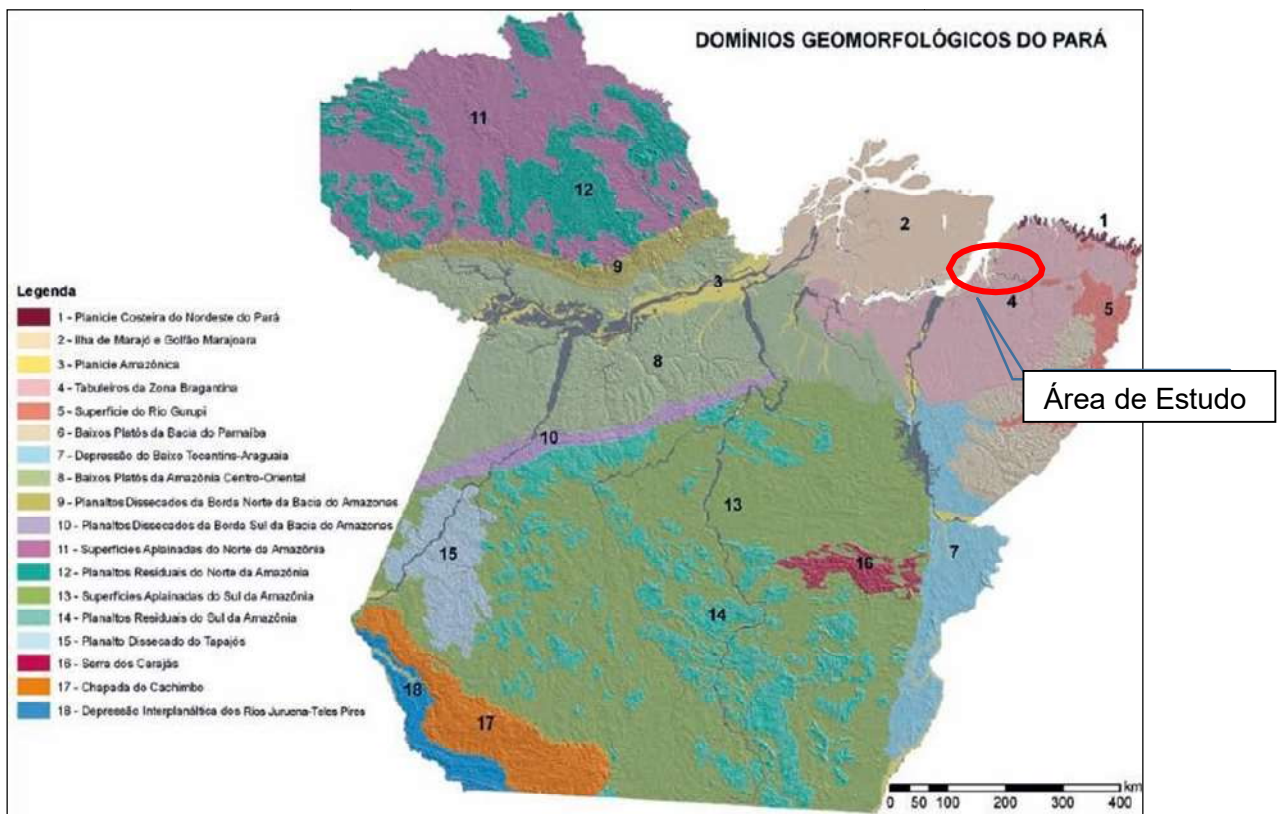 DOMÍNIOS GEOMORFOLÓGICOS DO PARÁ
11
12
9
3
2
1
4
5
8
10
13
15
16
7
14
18
17
Área de Estudo
Legenda
1 - Planície Costeira do Nordeste do Pará
2 - Ilha de Marajó e Golfão Marajoara
3 - Planície Amazônica
4 - Tabuleiros da Zona Bragantina
5 - Superfície do Rio Gurupi
6 - Baixos Platôs da Bacia do Parnaíba
7 - Depressão do Baixo Tocantins-Araguaia
8 - Baixos Platôs da Amazônia Centro-Oriental
9 - Planaltos Dissecados da Borda Norte da Bacia do Amazonas
10 - Planaltos Dissecados da Borda Sul da Bacia do Amazonas
11 - Superfícies Aplainadas do Norte da Amazônia
12 - Planaltos Residuais do Norte da Amazônia
13 - Superfícies Aplainadas do Sul da Amazônia
14 - Planaltos Residuais do Sul da Amazônia
15 - Planalto Dissecado do Tapajós
16 - Serra dos Carajás
17 - Chapada do Cachimbo
18 - Depressão Interplanáltica dos Rios Juruena-Teles Pires
km
0 50 100 200 300 400